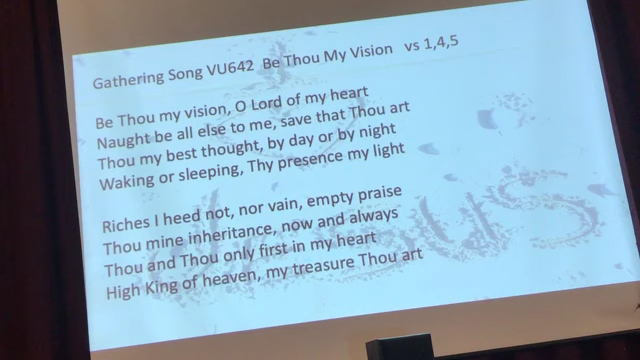 Gathering Song VU642 Be Thou My Vision vs 1,4,5
Be Thou my vision, O Lord of my heart
Naught be all else to me, save that Thou art
Thou my best thought, by day or by night
Waking or sleeping, Thy presence my light
Riches I heed not, nor vain, empty praise
Thou mine inheritance, now and always
Thou and Thou only first in my heart
High King of heaven, my treasure Thou art
Jesus